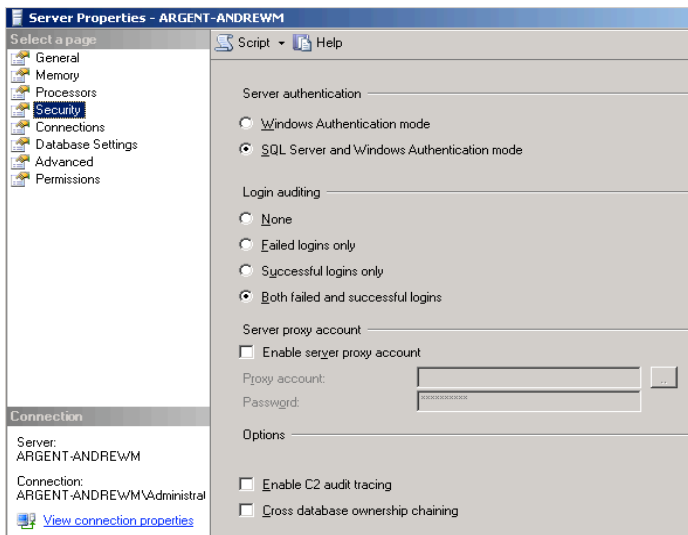 Server Properties - ARGENT-ANDREWM
Select a page
General
Memory
Processors
Security
Connections
Database Settings
Advanced
Permissions
Script
Help
Server authentication
Windows Authentication mode
SQL Server and Windows Authentication mode
Login auditing
None
Failed logins only
Successful logins only
Both failed and successful logins
Server proxy account
Enable server proxy account
Proxy account:
...
Password:
**********
Options
Enable C2 audit tracing
Cross database ownership chaining
Connection
Server:
ARGENT-ANDREWM
Connection:
ARGENT-ANDREWM\Administrat
View connection properties